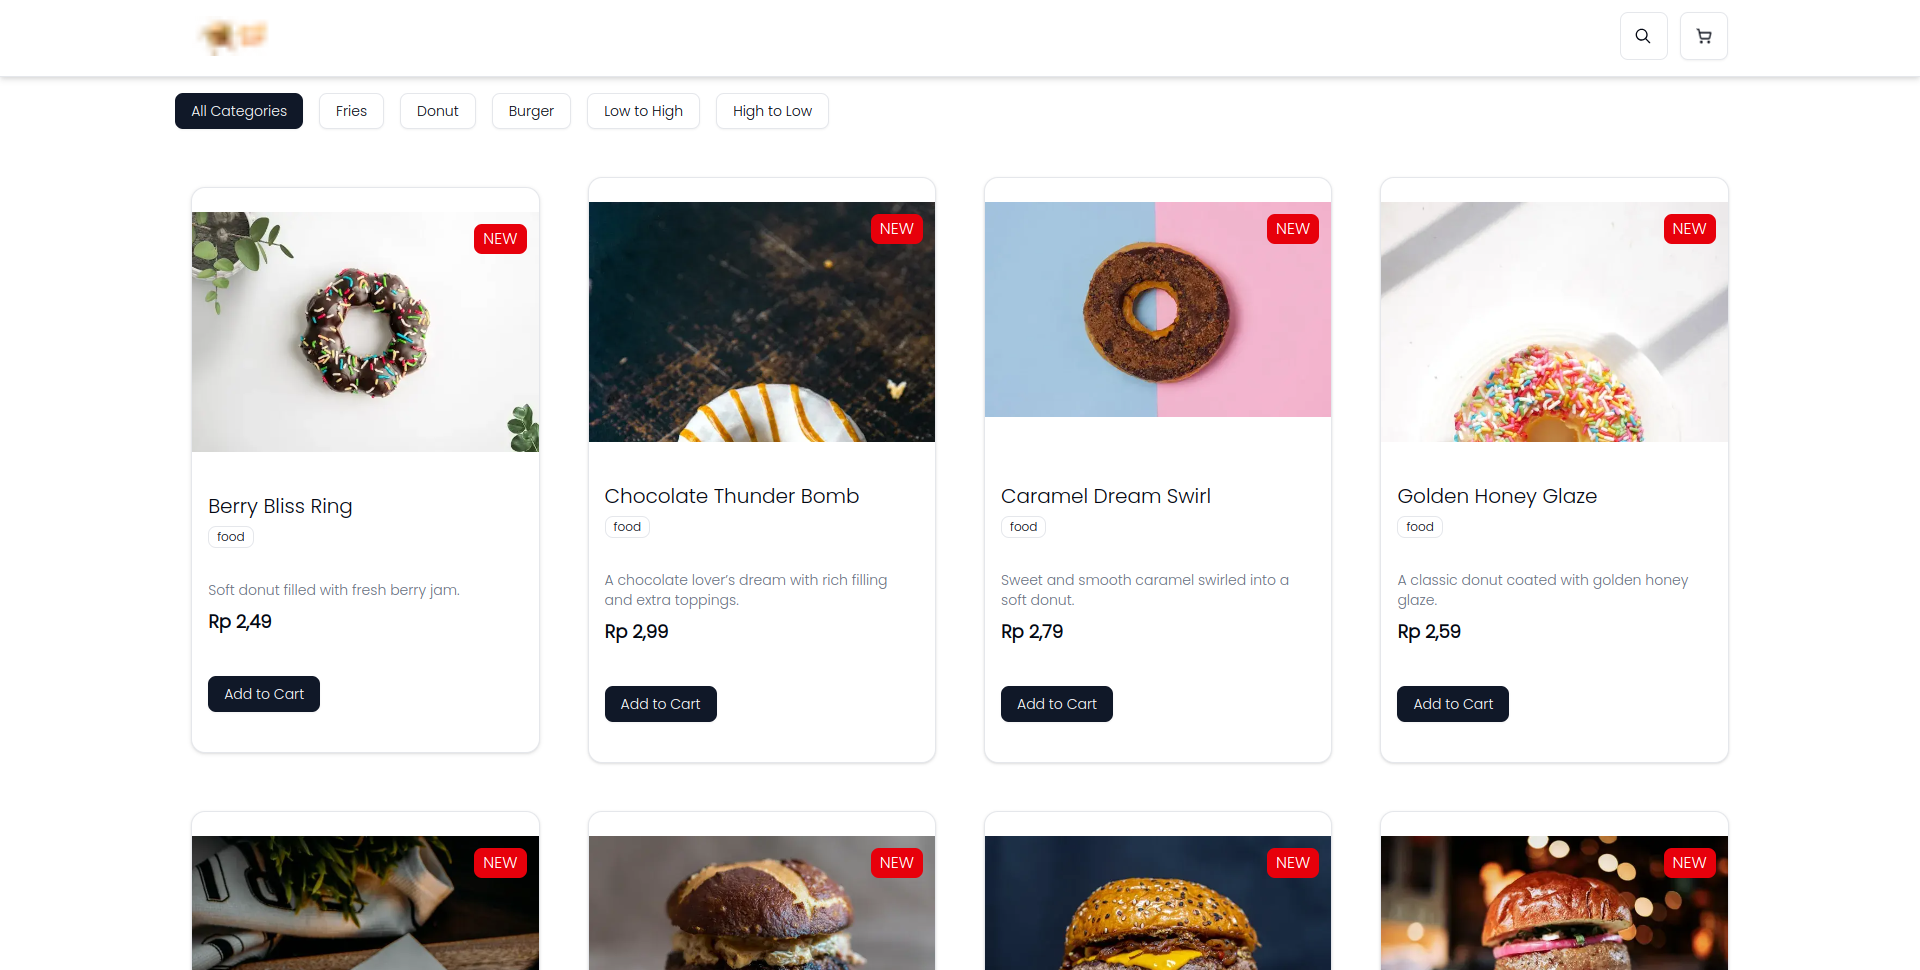 All Categories
Fries
Donut
Burger
Low to High
High to Low
NEW
NEW
NEW
NEW
Berry Bliss Ring
food
Soft donut filled with fresh berry jam.
Rp 2,49
Add to Cart
Chocolate Thunder Bomb
food
A chocolate lover's dream with rich filling
and extra toppings.
Rp 2,99
Add to Cart
Caramel Dream Swirl
food
Sweet and smooth caramel swirled into a
soft donut.
Rp 2,79
Add to Cart
Golden Honey Glaze
food
A classic donut coated with golden honey
glaze.
Rp 2,59
Add to Cart
NEW
NEW
NEW
NEW